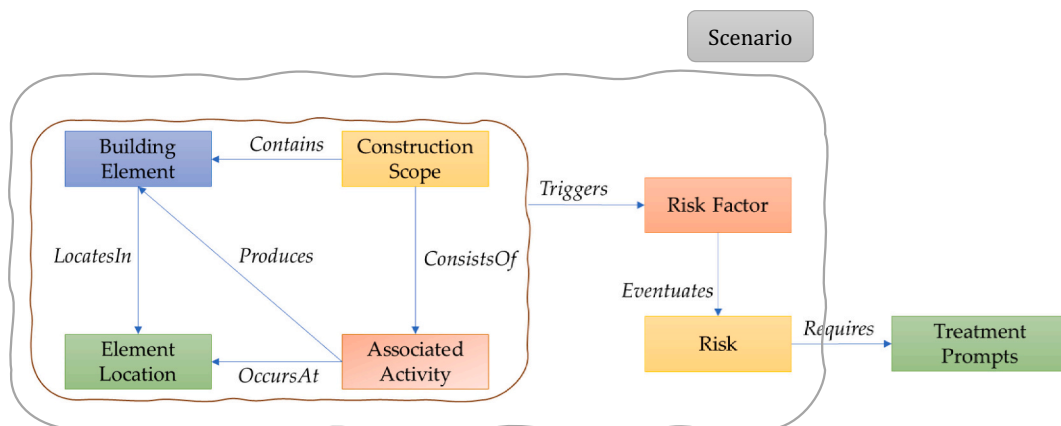 Scenario
Building
Element
Contains
Construction
Scope
Triggers
Risk Factor
LocatesIn
Produces
ConsistsOf
Eventuates
Element
Location
OccursAt
Associated
Activity
Risk
Requires
Treatment
Prompts